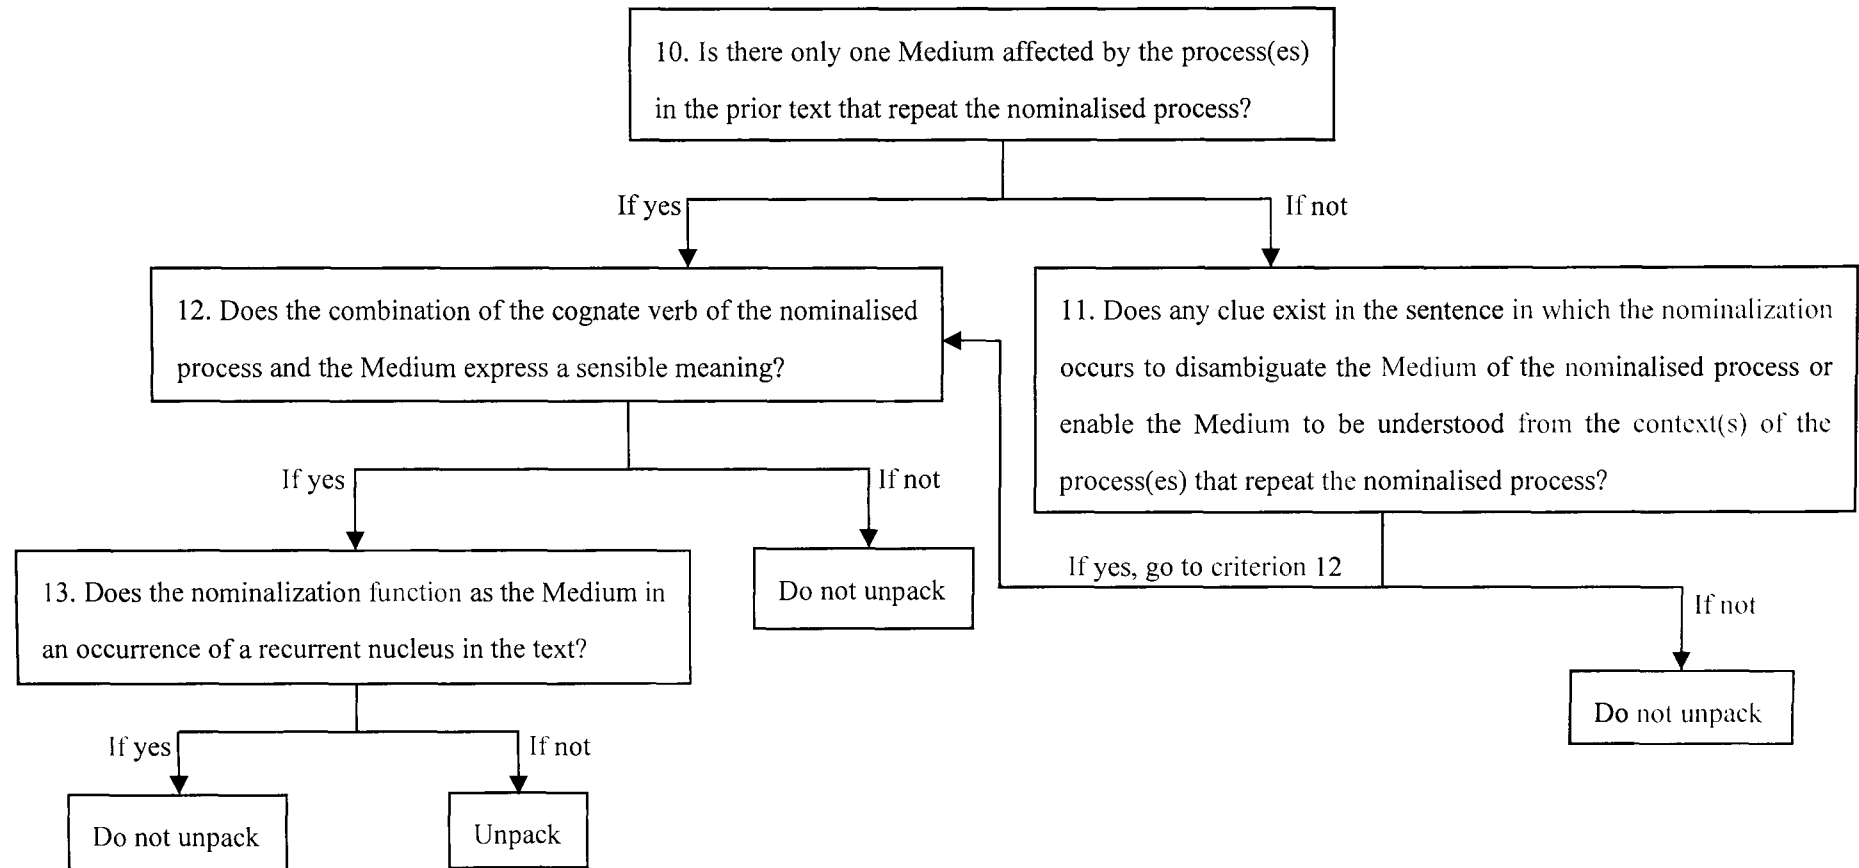 10. Is there only one Medium affected by the process(es)
in the prior text that repeat the nominalised process?
If yes
If not
12. Does the combination of the cognate verb of the nominalised
process and the Medium express a sensible meaning?
11. Does any clue exist in the sentence in which the nominalization
occurs to disambiguate the Medium of the nominalised process or
enable the Medium to be understood from the context(s) of the
process(es) that repeat the nominalised process?
If yes
If not
If yes, go to criterion 12
If not
13. Does the nominalization function as the Medium in
an occurrence of a recurrent nucleus in the text?
Do not unpack
Do not unpack
If yes
If not
Do not unpack
Unpack